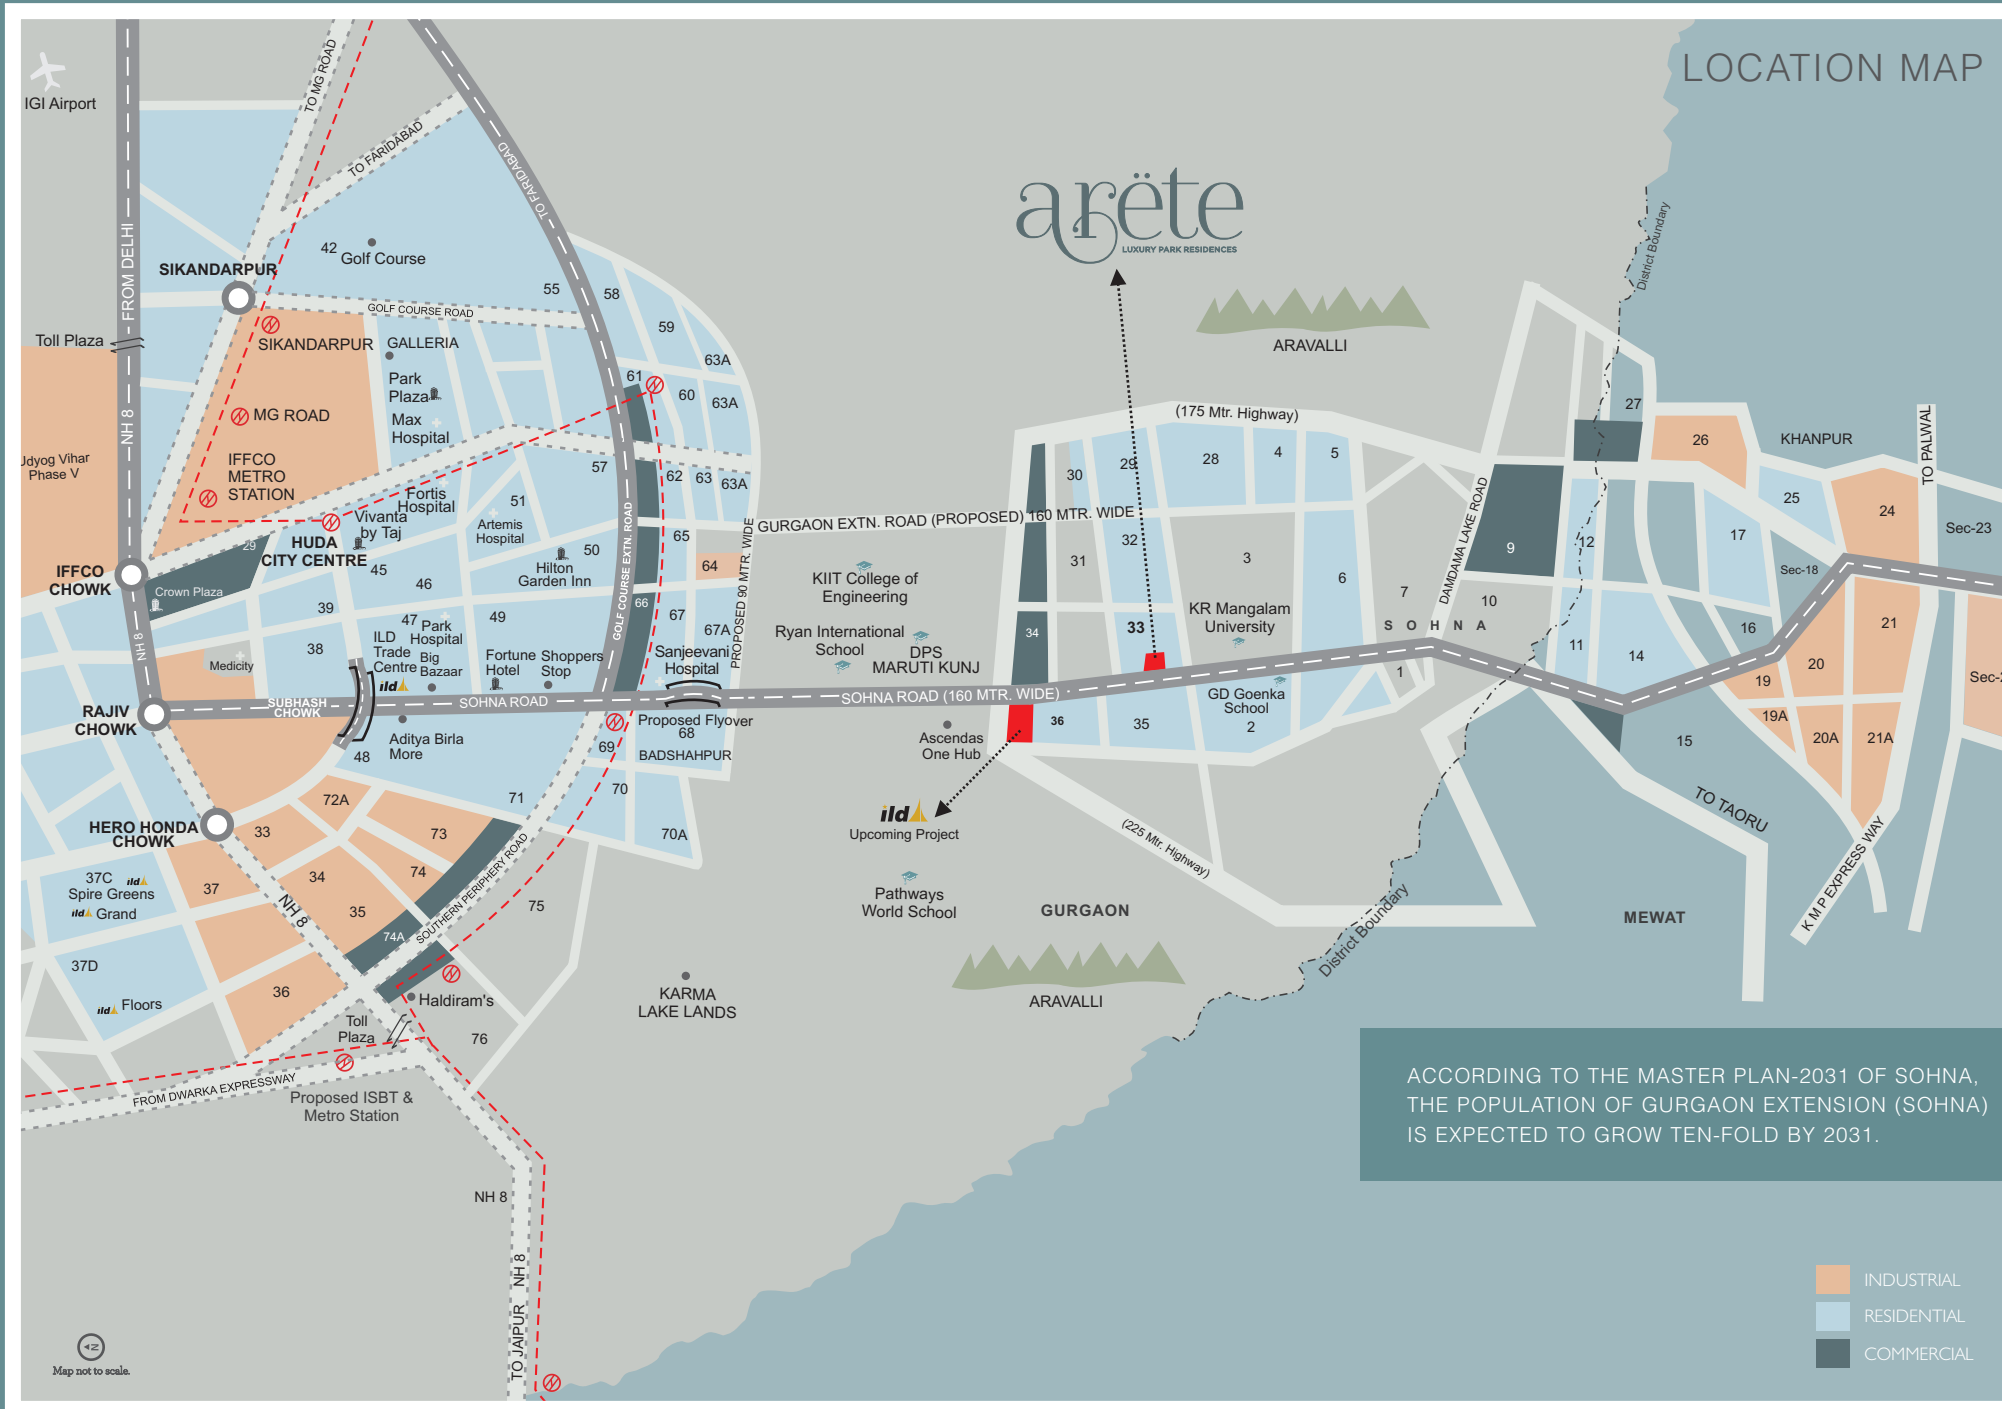 LOCATION MAP
IGI Airport
TO MG ROAD
TO FARIDABAD
TO FARIDABAD
FROM DELHI
NH 8
Toll Plaza
SIKANDARPUR
42
Golf Course
55
58
GOLF COURSE ROAD
SIKANDARPUR
GALLERIA
59
63A
Park
Plaza
61
60
63A
MG ROAD
Max
Hospital
IFFCO
METRO
STATION
Udyog Vihar
Phase V
57
62
63
63A
Fortis
Hospital
51
Vivanta
by Taj
Artemis
Hospital
HUDA
CITY CENTRE
29
IFFCO
CHOWK
Crown Plaza
45
46
50
Hilton
Garden Inn
GOLF COURSE EXTN. ROAD
65
64
66
67
67A
PROPOSED 90 MTR. WIDE
39
38
47
Park
Hospital
49
ILD
Trade
Centre
Big
Bazaar
ild
Fortune
Hotel
Shoppers
Stop
Sanjeevani
Hospital
Medicity
NH 8
RAJIV
CHOWK
SUBHASH
CHOWK
SOHNA ROAD
SOHNA ROAD (160 MTR. WIDE)
Proposed Flyover
68
BADSHAHPUR
69
70
70A
71
48
Aditya Birla
More
HERO HONDA
CHOWK
33
72A
73
74
34
35
37
36
74A
NH 8
SOUTHERN PERIPHERY ROAD
37C
ild
Spire Greens
ild Grand
37D
ild Floors
75
76
Haldiram's
Toll
Plaza
FROM DWARKA EXPRESSWAY
Proposed ISBT &
Metro Station
NH 8
NH 8
TO JAIPUR
KARMA
LAKE LANDS
arëte
LUXURY PARK RESIDENCES
ARAVALLI
(175 Mtr. Highway)
GURGAON EXTN. ROAD (PROPOSED) 160 MTR. WIDE
30
29
28
4
5
31
32
3
6
7
33
34
KIIT College of
Engineering
Ryan International
School
DPS
MARUTI KUNJ
KR Mangalam
University
SOHNA
DAMDAMA LAKE ROAD
10
9
1
GD Goenka
School
2
35
36
Ascendas
One Hub
ild
Upcoming Project
Pathways
World School
GURGAON
ARAVALLI
(225 Mtr. Highway)
District Boundary
District Boundary
27
26
KHANPUR
TO PALWAL
25
24
Sec-23
12
17
Sec-18
16
11
14
21
20
19
19A
20A
21A
15
TO TAORU
K M P EXPRESS WAY
MEWAT
ACCORDING TO THE MASTER PLAN-2031 OF SOHNA,
THE POPULATION OF GURGAON EXTENSION (SOHNA)
IS EXPECTED TO GROW TEN-FOLD BY 2031.
INDUSTRIAL
RESIDENTIAL
COMMERCIAL
N
Map not to scale.